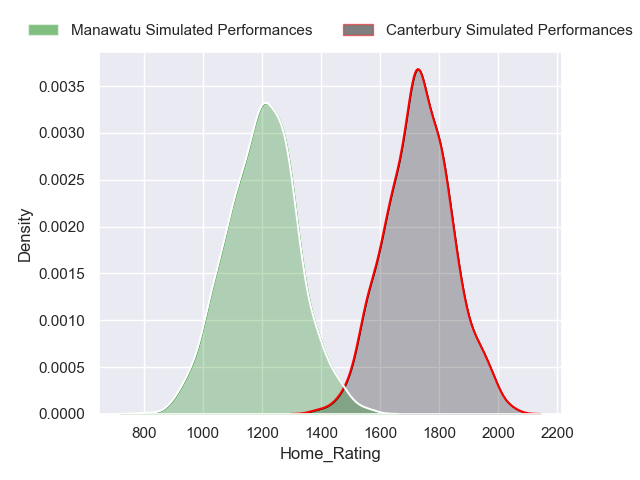 Manawatu Simulated Performances
Canterbury Simulated Performances
0.0035
0.0030
0.0025
0.0020
0.0015
0.0010
0.0005
0.0000
Density
800 1000 1200 1400 1600 1800 2000 2200
Home_Rating